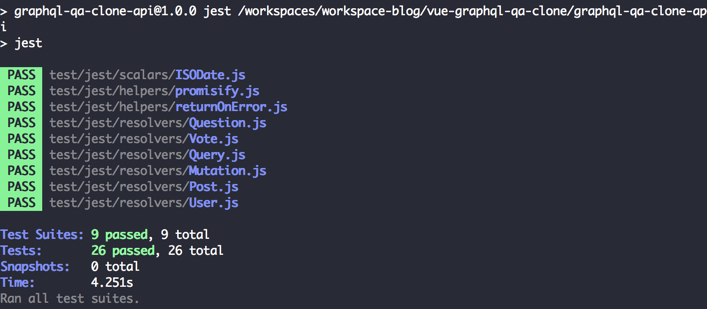 > graphql-qa-clone-api@1.0.0 jest /workspaces/workspace-blog/vue-graphql-qa-clone/graphql-qa-clone-ap
i
> jest
PASS test/jest/scalars/ISODate.js
PASS test/jest/helpers/promisify.js
PASS test/jest/helpers/returnOnError.js
PASS test/jest/resolvers/Question.js
PASS test/jest/resolvers/Vote.js
PASS test/jest/resolvers/Query.js
PASS test/jest/resolvers/Mutation.js
PASS test/jest/resolvers/Post.js
PASS test/jest/resolvers/User.js
Test Suites: 9 passed, 9 total
Tests: 26 passed, 26 total
Snapshots: 0 total
Time: 4.251s
Ran all test suites.